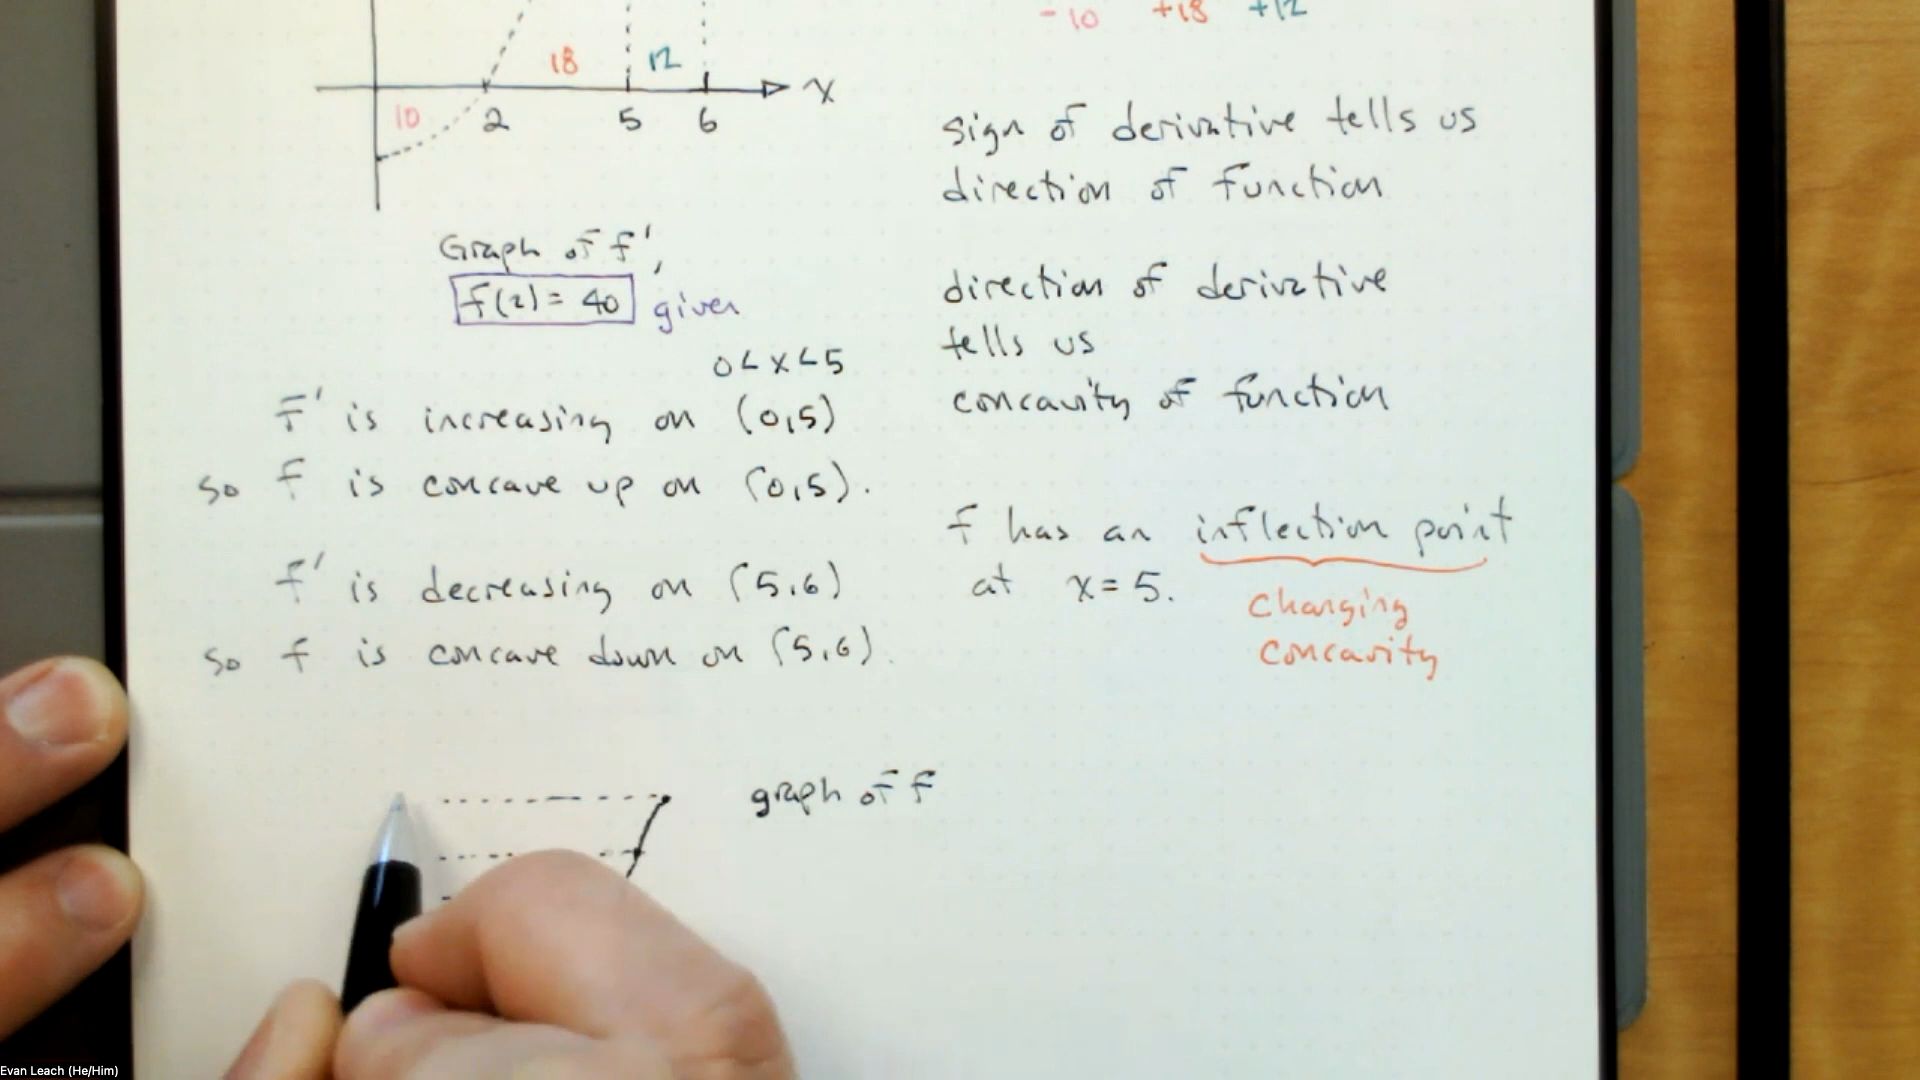 -10 +18 +12
18 12
x
10 2 5 6
Graph of f',
f(2) = 40 given
0 < x < 5
f' is increasing on (0,5)
so f is concave up on (0,5).
f' is decreasing on (5,6)
so f is concave down on (5,6).
sign of derivative tells us
direction of function
direction of derivative
tells us
concavity of function
f has an inflection point
at x = 5.
changing
concavity
graph of f
Evan Leach (He/Him)